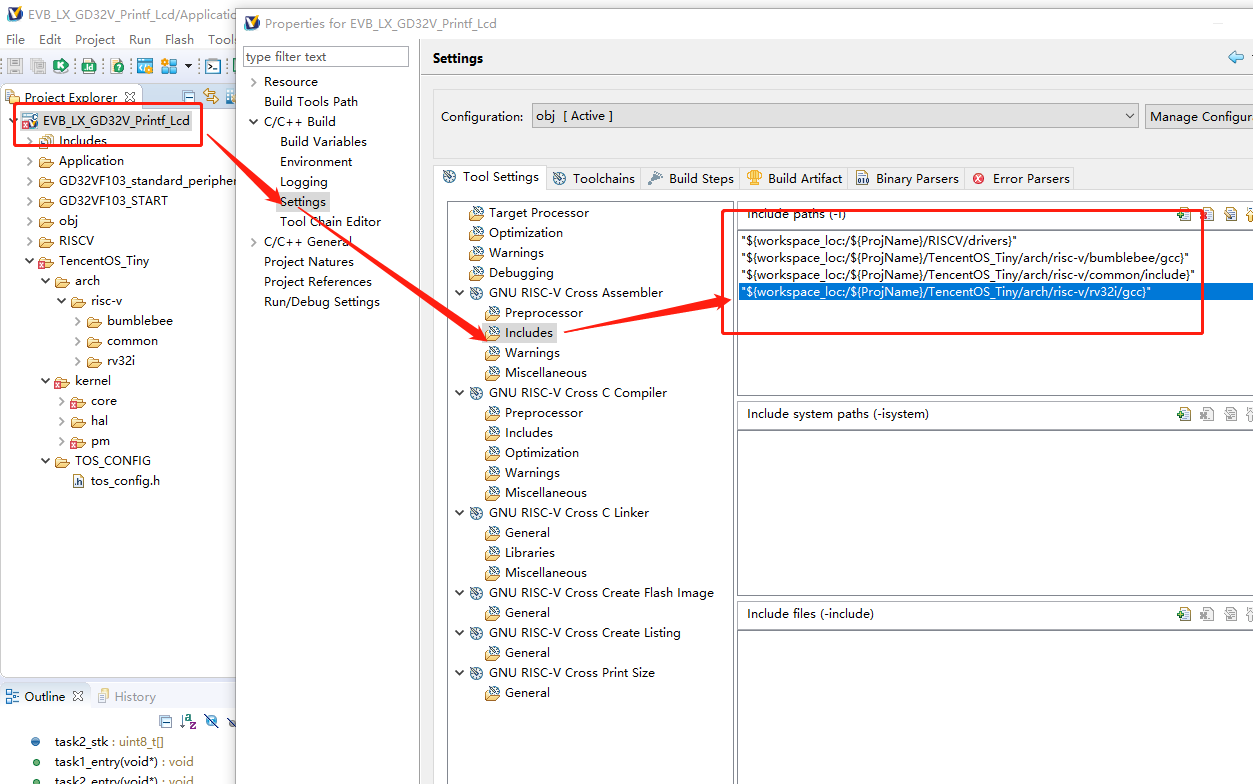 EVB_LX_GD32V_Printf_Lcd/Applicatio
File Edit Project Run Flash Tools
Project Explorer
EVB_LX_GD32V_Printf_Lcd
Includes
Application
GD32VF103_standard_peripher
GD32VF103_START
obj
RISCV
TencentOS_Tiny
arch
risc-v
bumblebee
common
rv32i
kernel
core
hal
pm
TOS_CONFIG
tos_config.h
Outline
History
task2_stk : uint8_t[]
task1_entry(void*) : void
task2_entry(void*) : void
Properties for EVB_LX_GD32V_Printf_Lcd
type filter text
Resource
Build Tools Path
C/C++ Build
Build Variables
Environment
Logging
Settings
Tool Chain Editor
C/C++ General
Project Natures
Project References
Run/Debug Settings
Settings
Configuration:
obj [ Active ]
Manage Configura
Tool Settings
Toolchains
Build Steps
Build Artifact
Binary Parsers
Error Parsers
Target Processor
Optimization
Warnings
Debugging
GNU RISC-V Cross Assembler
Preprocessor
Includes
Warnings
Miscellaneous
GNU RISC-V Cross C Compiler
Preprocessor
Includes
Optimization
Warnings
Miscellaneous
GNU RISC-V Cross C Linker
General
Libraries
Miscellaneous
GNU RISC-V Cross Create Flash Image
General
GNU RISC-V Cross Create Listing
General
GNU RISC-V Cross Print Size
General
Include paths (-I)
"${workspace_loc:/${ProjName}/RISCV/drivers}"
"${workspace_loc:/${ProjName}/TencentOS_Tiny/arch/risc-v/bumblebee/gcc}"
"${workspace_loc:/${ProjName}/TencentOS_Tiny/arch/risc-v/common/include}"
"${workspace_loc:/${ProjName}/TencentOS_Tiny/arch/risc-v/rv32i/gcc}"
Include system paths (-isystem)
Include files (-include)